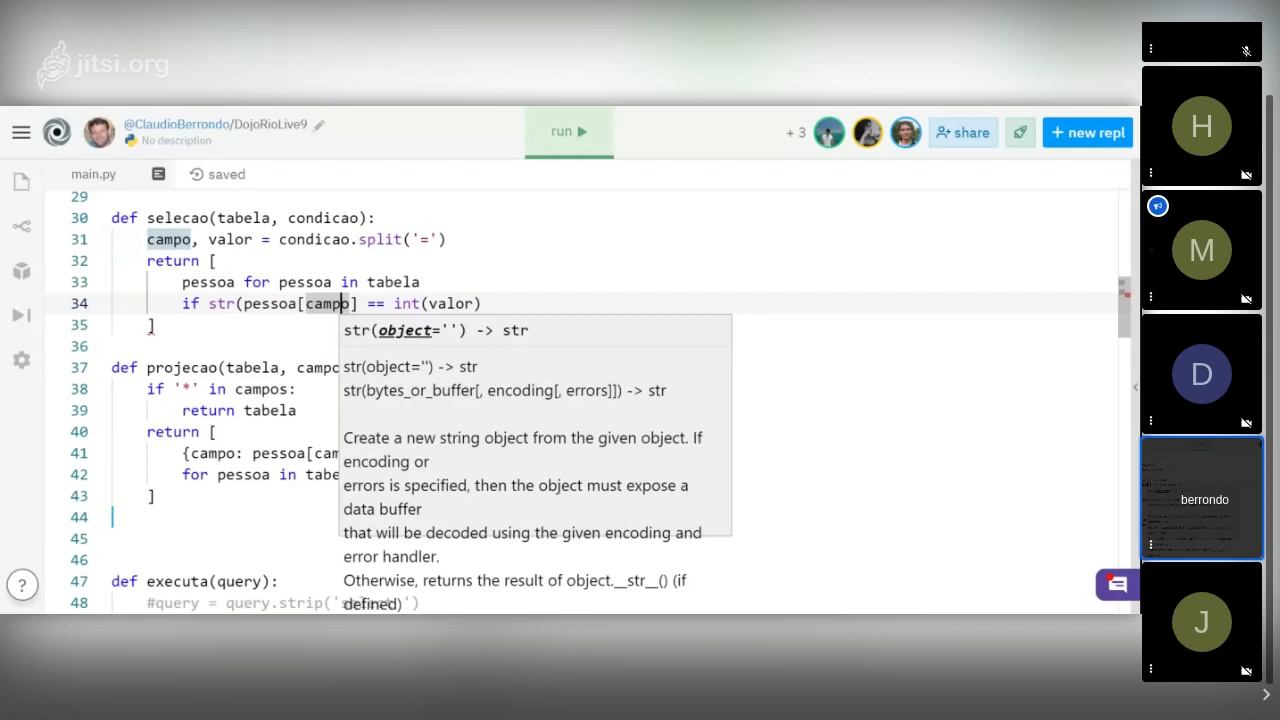 jitsi.org
@ClaudioBerrondo/DojoRioLive9
No description
run
+ 3
share
+ new repl
main.py
saved
29
30 def selecao(tabela, condicao):
31 campo, valor = condicao.split('=')
32 return [
33 pessoa for pessoa in tabela
34 if str(pessoa[campo] == int(valor)
35 ]
36
37 def projecao(tabela, campo
38 if '*' in campos:
39 return tabela
40 return [
41 {campo: pessoa[cam
42 for pessoa in tabe
43 ]
44
45
46
47 def executa(query):
48 #query = query.strip(' ')
str(object='') -> str
str(object='') -> str
str(bytes_or_buffer[, encoding[, errors]]) -> str
Create a new string object from the given object. If
encoding or
errors is specified, then the object must expose a
data buffer
that will be decoded using the given encoding and
error handler.
Otherwise, returns the result of object.__str__() (if
defined)
?
H
M
D
berrondo
J